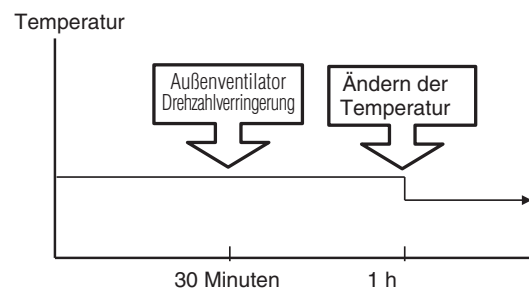 Temperatur
Außenventilator
Drehzahlverringerung
Ändern der
Temperatur
30 Minuten
1 h